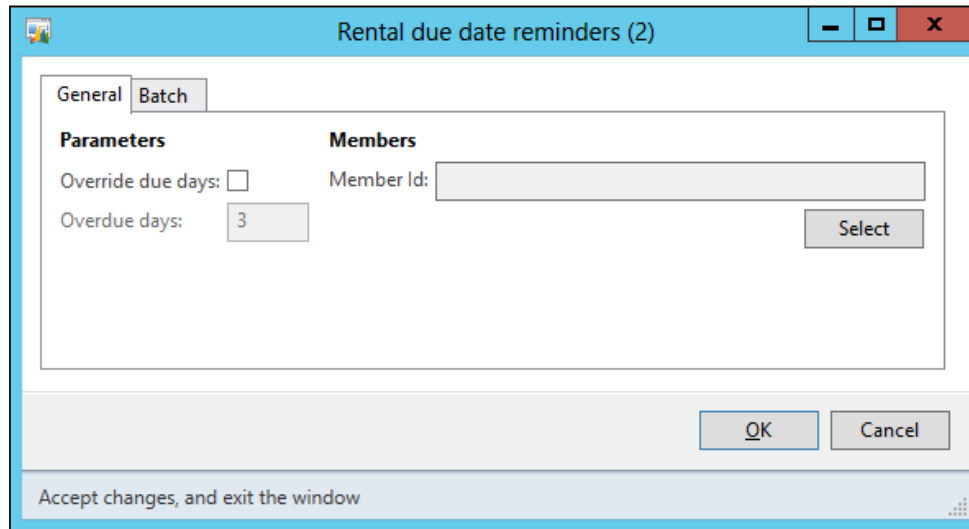 Rental due date reminders (2)
General Batch
Parameters Members
Override due days: Member Id:
Overdue days: 3
Select
OK Cancel
Accept changes, and exit the window